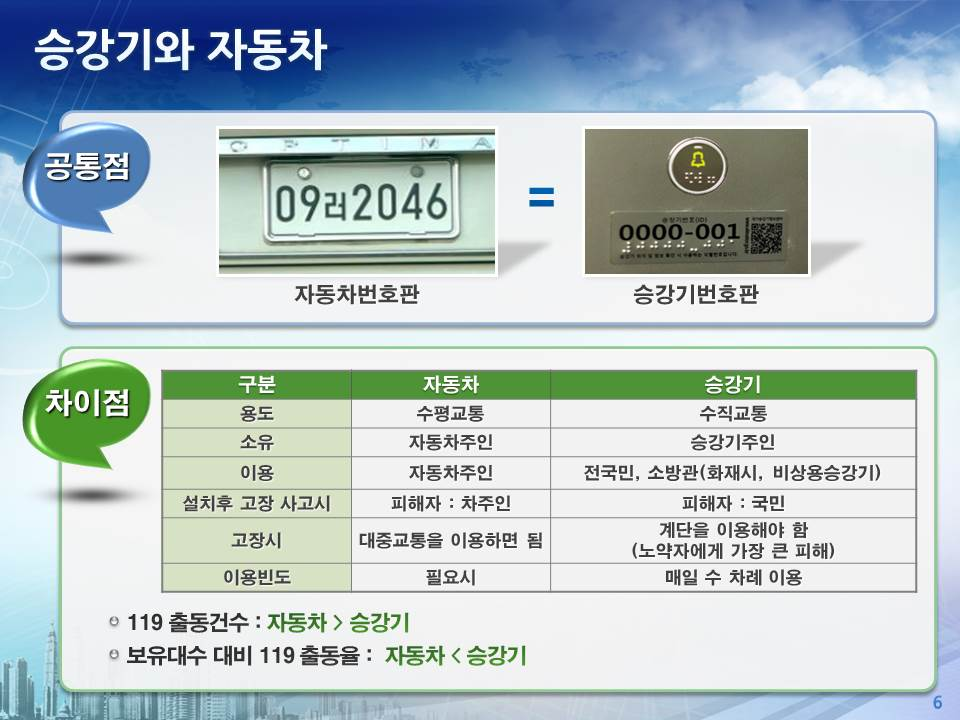 승강기와 자동차
공통점
OPTIMA
09러2046
=
승강기번호(ID)
0000-001
자동차번호판
승강기번호판
차이점
구분 자동차 승강기
용도 수평교통 수직교통
소유 자동차주인 승강기주인
이용 자동차주인 전국민, 소방관(화재시, 비상용승강기)
설치후 고장 사고시 피해자 : 차주인 피해자 : 국민
고장시 대중교통을 이용하면 됨 계단을 이용해야 함
(노약자에게 가장 큰 피해)
이용빈도 필요시 매일 수 차례 이용
119 출동건수 : 자동차 > 승강기
보유대수 대비 119 출동율 : 자동차 < 승강기
6